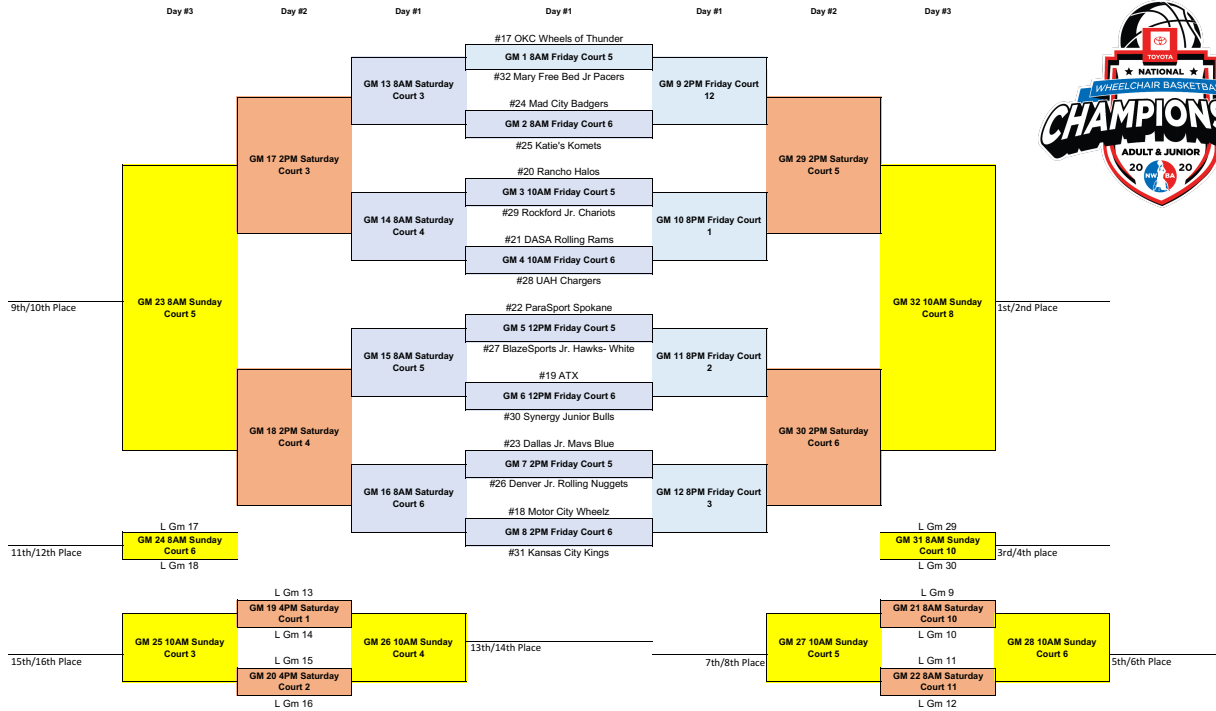 Day #3
Day #2
Day #1
Day #1
Day #1
Day #2
Day #3
#17 OKC Wheels of Thunder
GM 1 8AM Friday Court 5
#32 Mary Free Bed Jr Pacers
#24 Mad City Badgers
GM 2 8AM Friday Court 6
#25 Katie's Komets
#20 Rancho Halos
GM 3 10AM Friday Court 5
#29 Rockford Jr. Chariots
#21 DASA Rolling Rams
GM 4 10AM Friday Court 6
#28 UAH Chargers
#22 ParaSport Spokane
GM 5 12PM Friday Court 5
#27 BlazeSports Jr. Hawks- White
#19 ATX
GM 6 12PM Friday Court 6
#30 Synergy Junior Bulls
#23 Dallas Jr. Mavs Blue
GM 7 2PM Friday Court 5
#26 Denver Jr. Rolling Nuggets
#18 Motor City Wheelz
GM 8 2PM Friday Court 6
#31 Kansas City Kings
GM 13 8AM Saturday
Court 3
GM 14 8AM Saturday
Court 4
GM 15 8AM Saturday
Court 5
GM 16 8AM Saturday
Court 6
GM 9 2PM Friday Court
12
GM 10 8PM Friday Court
1
GM 11 8PM Friday Court
2
GM 12 8PM Friday Court
3
GM 17 2PM Saturday
Court 3
GM 18 2PM Saturday
Court 4
GM 29 2PM Saturday
Court 5
GM 30 2PM Saturday
Court 6
GM 23 8AM Sunday
Court 5
9th/10th Place
GM 32 10AM Sunday
Court 8
1st/2nd Place
L Gm 17
GM 24 8AM Sunday
Court 6
L Gm 18
11th/12th Place
L Gm 29
GM 31 8AM Sunday
Court 10
L Gm 30
3rd/4th place
L Gm 13
GM 19 4PM Saturday
Court 1
L Gm 14
L Gm 15
GM 20 4PM Saturday
Court 2
L Gm 16
GM 25 10AM Sunday
Court 3
15th/16th Place
GM 26 10AM Sunday
Court 4
13th/14th Place
L Gm 9
GM 21 8AM Saturday
Court 10
L Gm 10
L Gm 11
GM 22 8AM Saturday
Court 11
L Gm 12
GM 27 10AM Sunday
Court 5
7th/8th Place
GM 28 10AM Sunday
Court 6
5th/6th Place
TOYOTA
★ NATIONAL ★
WHEELCHAIR BASKETBA
CHAMPIONS
ADULT & JUNIOR
20 20
NW BA